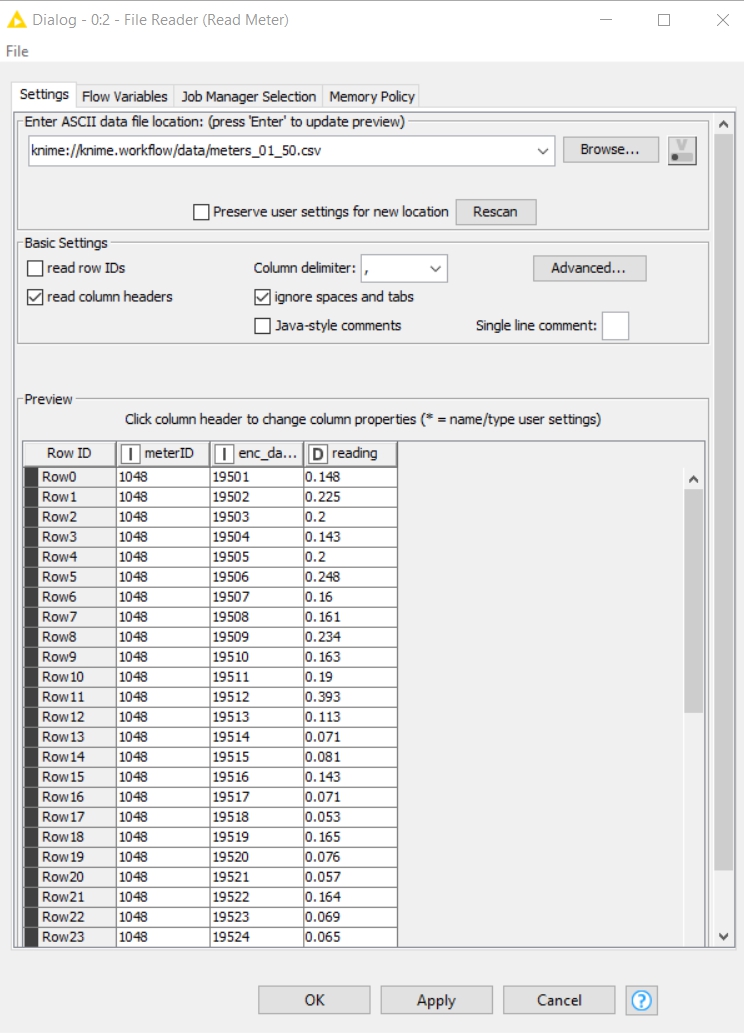 Dialog - 0:2 - File Reader (Read Meter)
File
Settings Flow Variables Job Manager Selection Memory Policy
Enter ASCII data file location: (press 'Enter' to update preview)
knime://knime.workflow/data/meters_01_50.csv Browse... V
Preserve user settings for new location Rescan
Basic Settings
read row IDs Column delimiter: , Advanced...
read column headers ignore spaces and tabs
Java-style comments Single line comment:
Preview
Click column header to change column properties (* = name/type user settings)
Row ID I meterID I enc_da... D reading
Row0 1048 19501 0.148
Row1 1048 19502 0.225
Row2 1048 19503 0.2
Row3 1048 19504 0.143
Row4 1048 19505 0.2
Row5 1048 19506 0.248
Row6 1048 19507 0.16
Row7 1048 19508 0.161
Row8 1048 19509 0.234
Row9 1048 19510 0.163
Row10 1048 19511 0.19
Row11 1048 19512 0.393
Row12 1048 19513 0.113
Row13 1048 19514 0.071
Row14 1048 19515 0.081
Row15 1048 19516 0.143
Row16 1048 19517 0.071
Row17 1048 19518 0.053
Row18 1048 19519 0.165
Row19 1048 19520 0.076
Row20 1048 19521 0.057
Row21 1048 19522 0.164
Row22 1048 19523 0.069
Row23 1048 19524 0.065
OK Apply Cancel ?